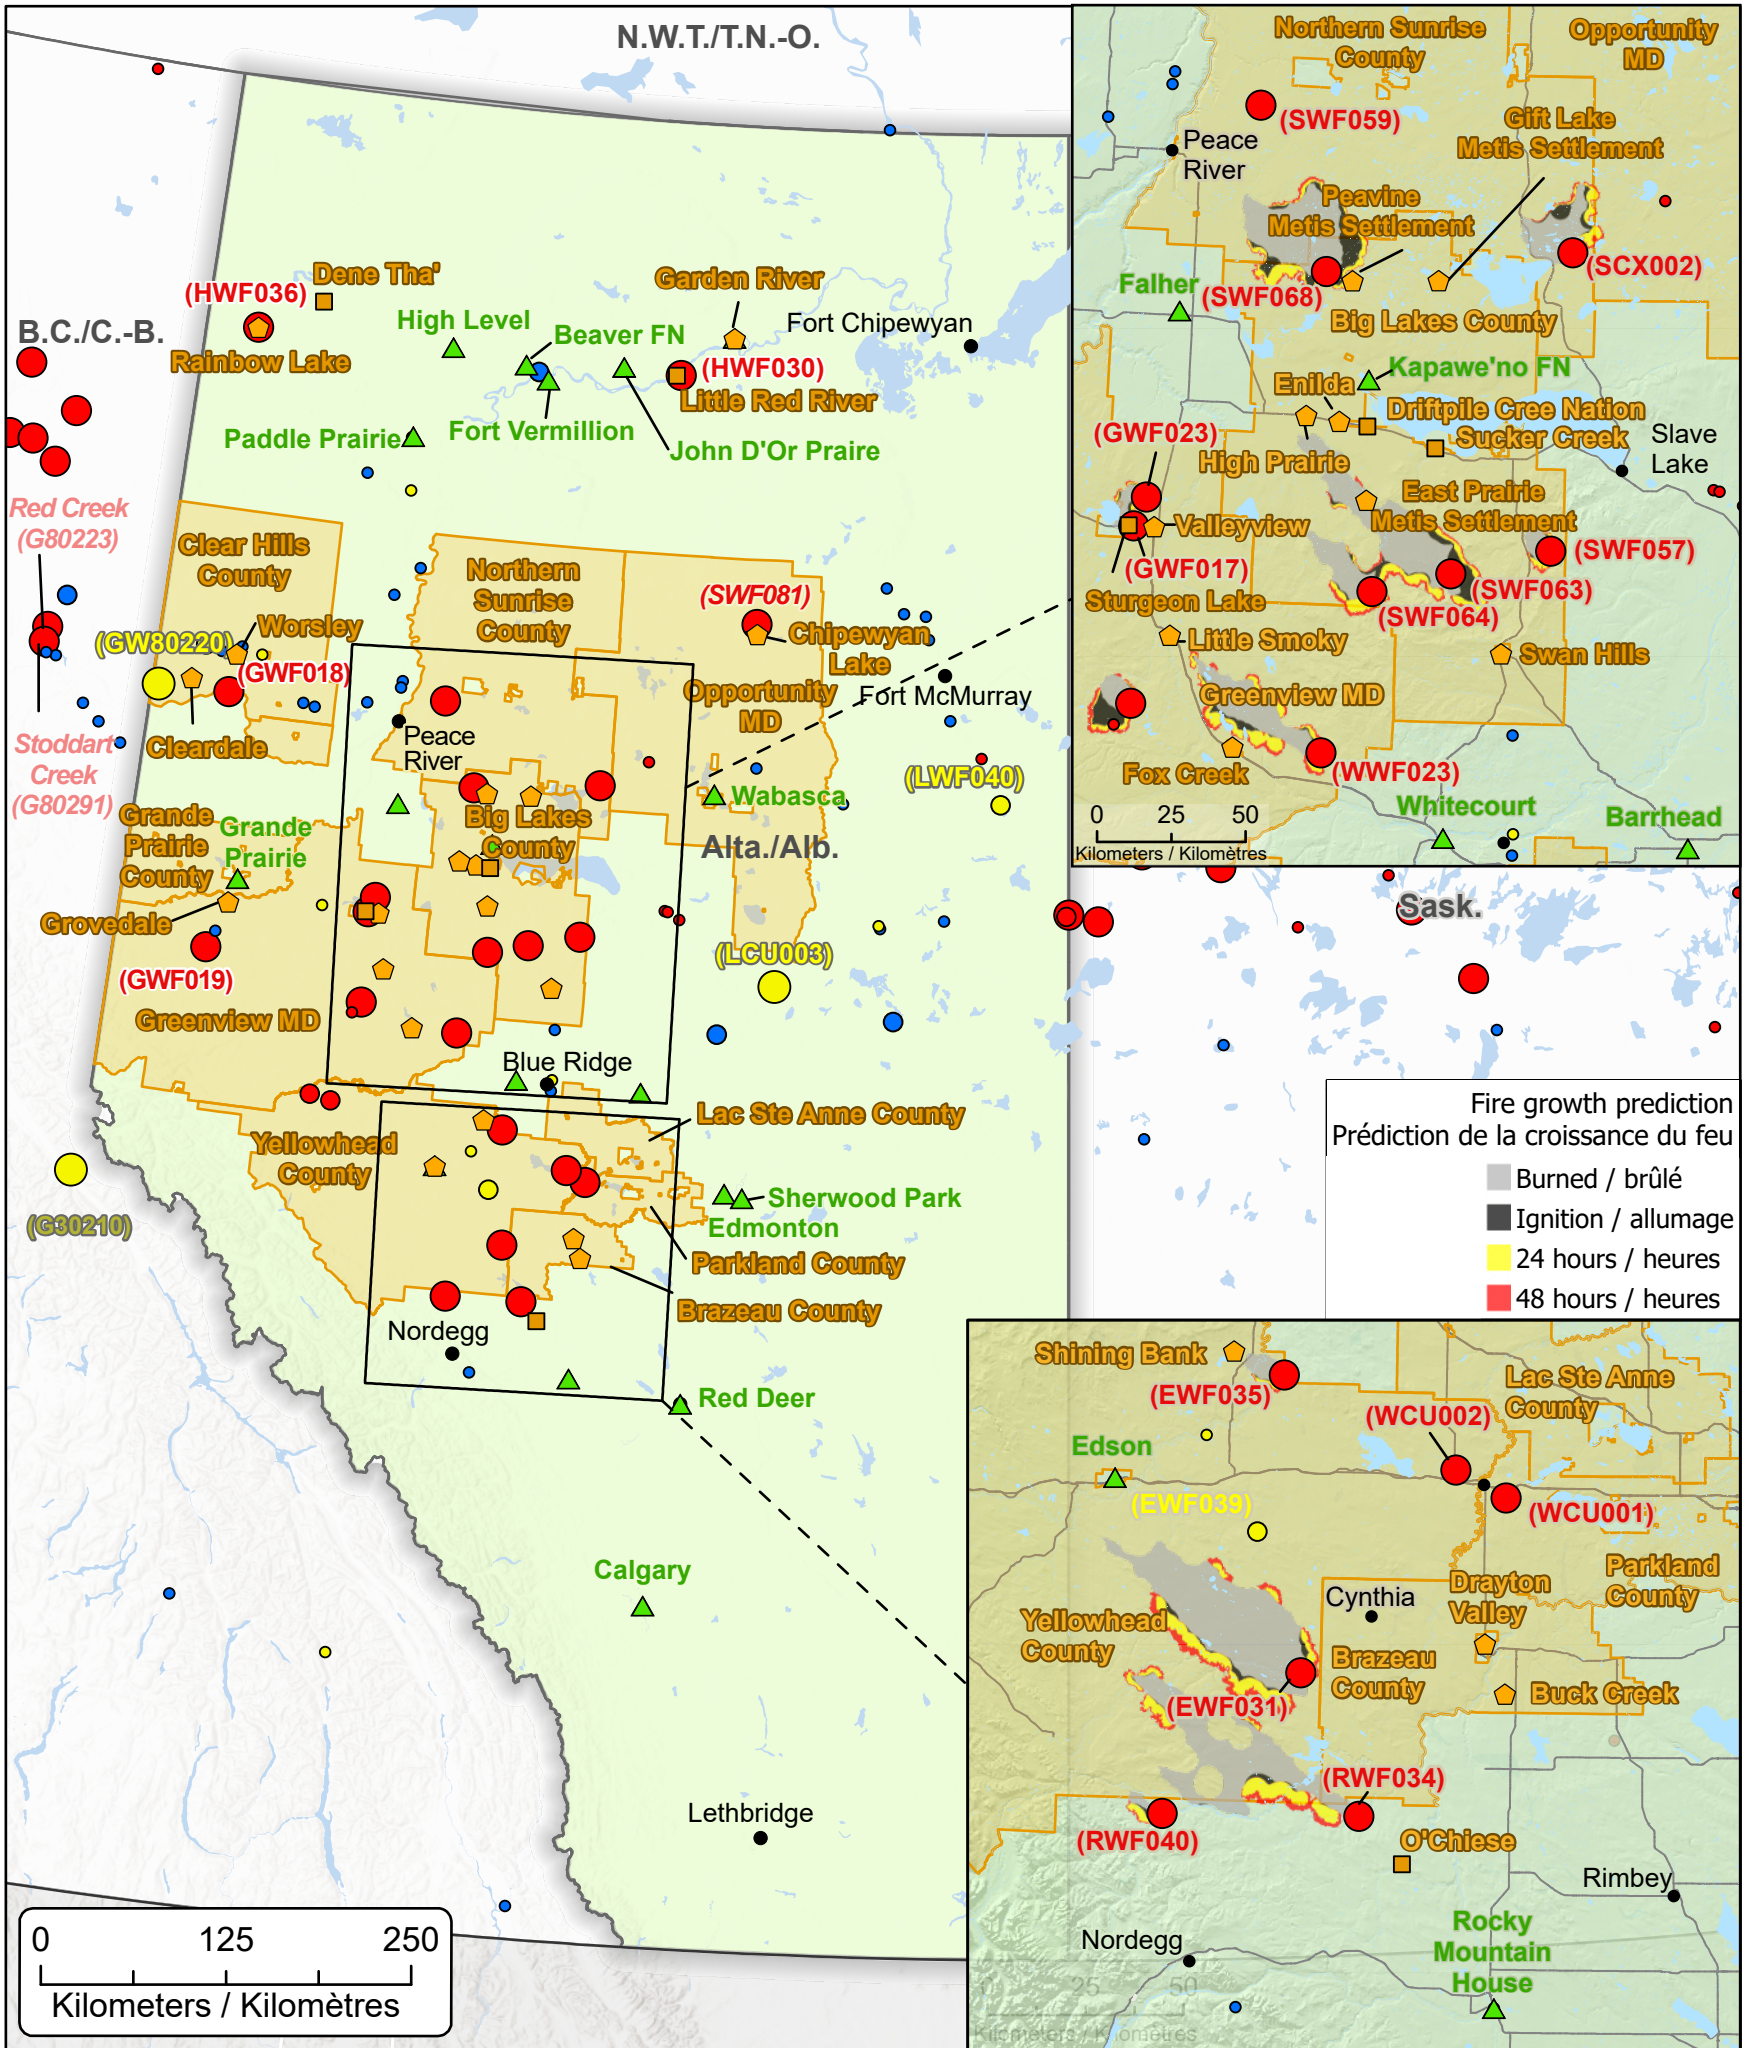 N.W.T./T.N.-O.
B.C./C.-B.
(HWF036)
Dene Tha'
Rainbow Lake
High Level
Beaver FN
Garden River
Fort Chipewyan
(HWF030)
Little Red River
Fort Vermillion
John D'Or Praire
Paddle Prairie
Red Creek
(G80223)
Clear Hills
County
Northern
Sunrise
County
(SWF081)
Chipewyan
Lake
Worsley
(GW80220)
(GWF018)
Opportunity
MD
Fort McMurray
Stoddart
Creek
(G80291)
Cleardale
Peace
River
(LWF040)
Wabasca
Grande
Prairie
County
Grande
Prairie
Big Lakes
County
Alta./Alb.
Grovedale
(GWF019)
(LCU003)
Greenview MD
Blue Ridge
Lac Ste Anne County
Yellowhead
County
Sherwood Park
Edmonton
(G30210)
Parkland County
Brazeau County
Nordegg
Red Deer
Calgary
Lethbridge
0 125 250
Kilometers / Kilomètres
Northern Sunrise
County
Opportunity
MD
(SWF059)
Gift Lake
Metis Settlement
Peace
River
Peavine
Metis Settlement
(SCX002)
Falher
(SWF068)
Big Lakes County
Kapawe'no FN
Enilda
Driftpile Cree Nation
Sucker Creek
Slave
Lake
(GWF023)
High Prairie
East Prairie
Metis Settlement
Valleyview
(GWF017)
(SWF057)
(SWF063)
(SWF064)
Sturgeon Lake
Little Smoky
Swan Hills
Greenview MD
Fox Creek
(WWF023)
Whitecourt
Barrhead
0 25 50
Kilometers / Kilomètres
Sask.
Fire growth prediction
Prédiction de la croissance du feu
Burned / brûlé
Ignition / allumage
24 hours / heures
48 hours / heures
Shining Bank
(EWF035)
Lac Ste Anne
County
(WCU002)
Edson
(EWF039)
(WCU001)
Parkland
County
Drayton
Valley
Cynthia
Yellowhead
County
Brazeau
County
Buck Creek
(EWF031)
(RWF034)
(RWF040)
O'Chiese
Rimbey
Rocky
Mountain
House
Nordegg
0 25 50
Kilometers / Kilomètres